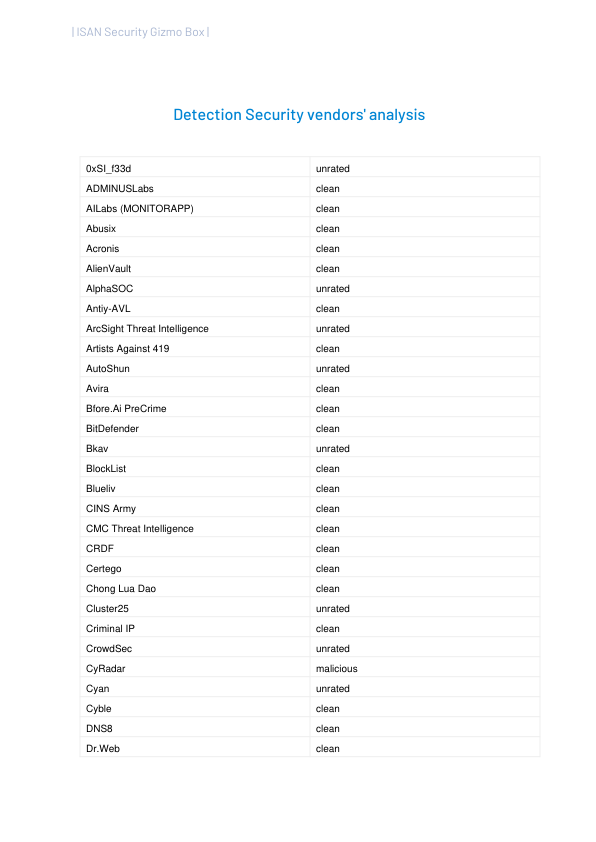 | ISAN Security Gizmo Box |
Detection Security vendors' analysis
0xSI_f33d unrated
ADMINUSLabs clean
AILabs (MONITORAPP) clean
Abusix clean
Acronis clean
AlienVault clean
AlphaSOC unrated
Antiy-AVL clean
ArcSight Threat Intelligence unrated
Artists Against 419 clean
AutoShun unrated
Avira clean
Bfore.Ai PreCrime clean
BitDefender clean
Bkav unrated
BlockList clean
Blueliv clean
CINS Army clean
CMC Threat Intelligence clean
CRDF clean
Certego clean
Chong Lua Dao clean
Cluster25 unrated
Criminal IP clean
CrowdSec unrated
CyRadar malicious
Cyan unrated
Cyble clean
DNS8 clean
Dr.Web clean